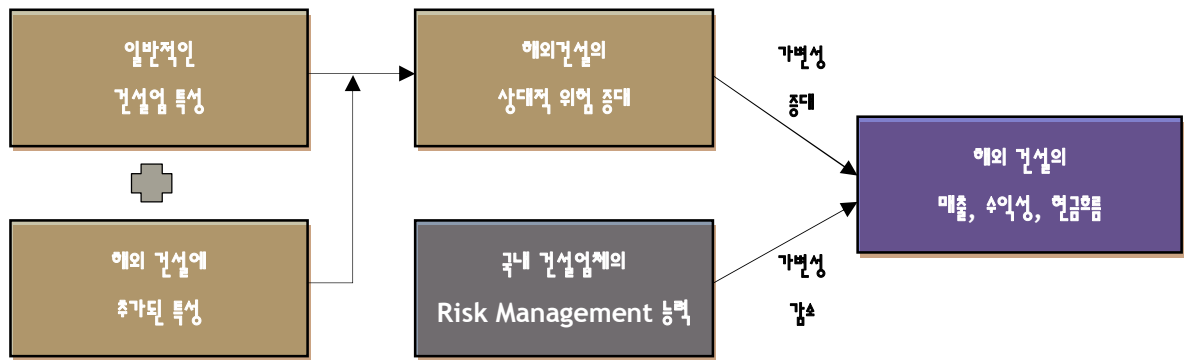 일반적인
건설업 특성
해외건설의
상대적 위험 증대
가변성
증대
해외 건설의
매출, 수익성, 현금흐름
해외 건설에
추가된 특성
국내 건설업체의
Risk Management 능력
가변성
감소